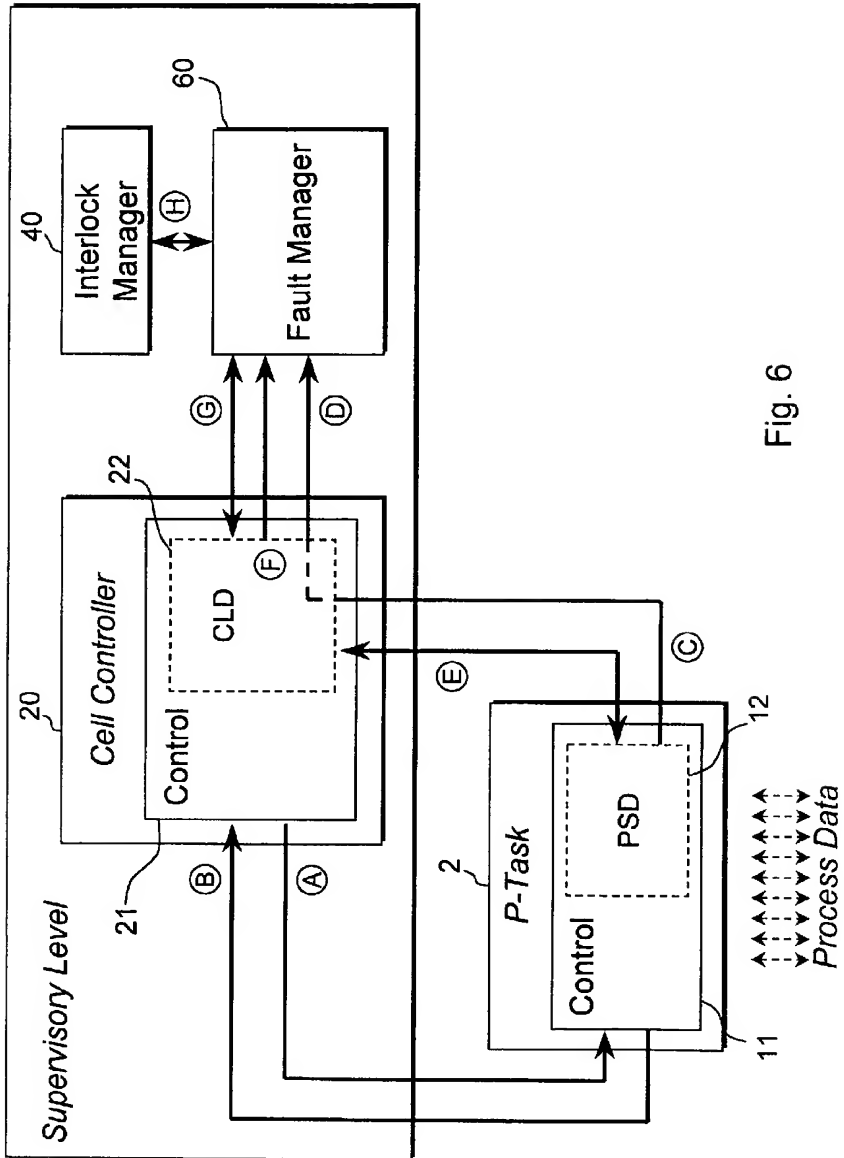 Supervisory Level
20
Cell Controller
21
Control
22
CLD
40
Interlock
Manager
H
60
Fault Manager
G
F
D
B
A
E
C
2
P-Task
Control
11
PSD
12
Process Data
Fig. 6